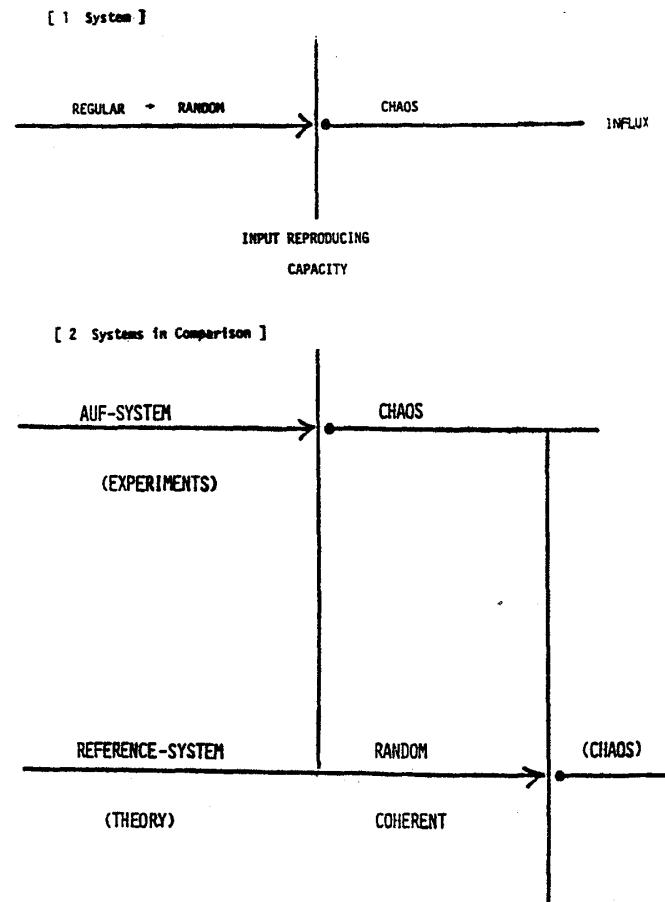 [ 1 System ]
REGULAR → RANDOM CHAOS INFLUX
INPUT REPRODUCING
CAPACITY
[ 2 Systems in Comparison ]
AUF-SYSTEM CHAOS
(EXPERIMENTS)
REFERENCE-SYSTEM RANDOM (CHAOS)
(THEORY) COHERENT